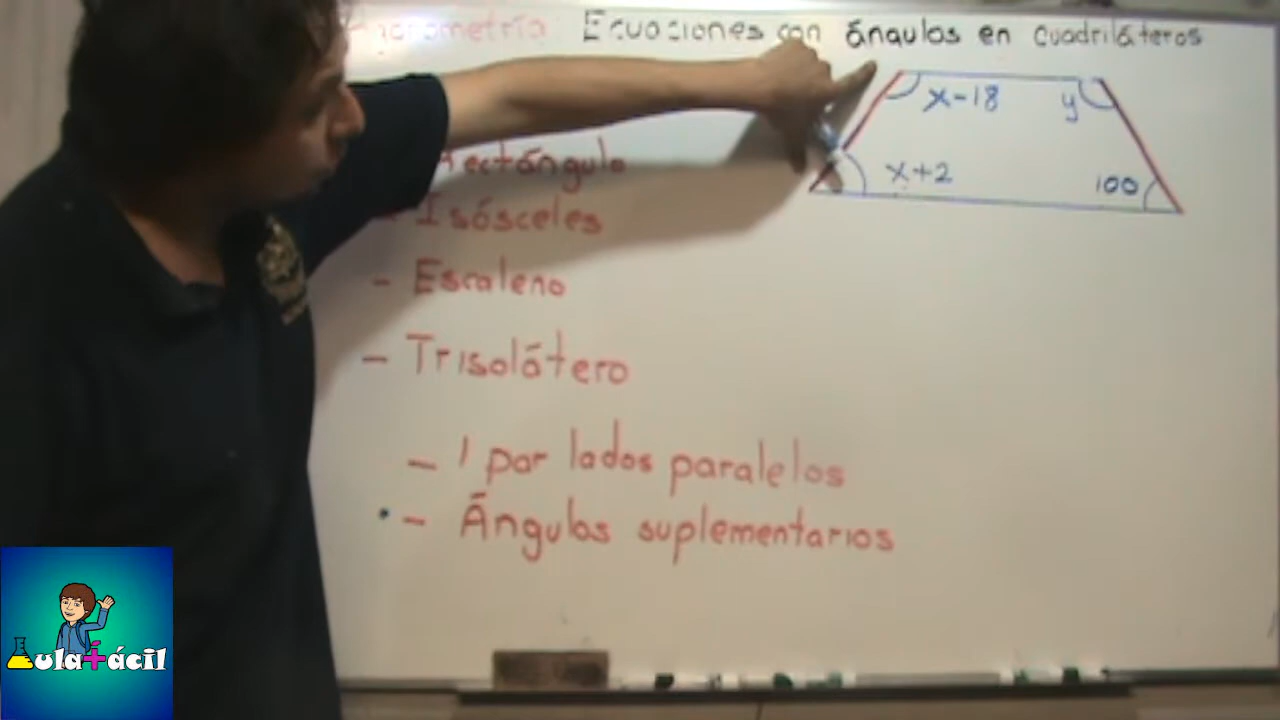 Ecuaciones con ángulos en cuadriláteros
x-18
y
x+2
100
Rectángulo
- Isósceles
- Escaleno
- Trisolátero
- 1 par lados paralelos
- Ángulos suplementarios
Aula+ácil